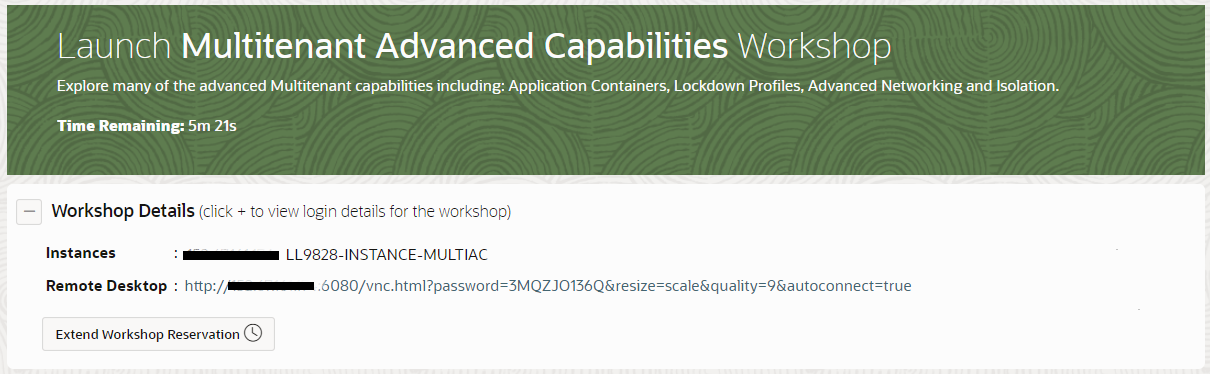 Launch Multitenant Advanced Capabilities Workshop
Explore many of the advanced Multitenant capabilities including: Application Containers, Lockdown Profiles, Advanced Networking and Isolation.
Time Remaining: 5m 21s
Workshop Details (click + to view login details for the workshop)
Instances : LL9828-INSTANCE-MULTIAC
Remote Desktop : http:// .6080/vnc.html?password=3MQZJO136Q&resize=scale&quality=9&autoconnect=true
Extend Workshop Reservation